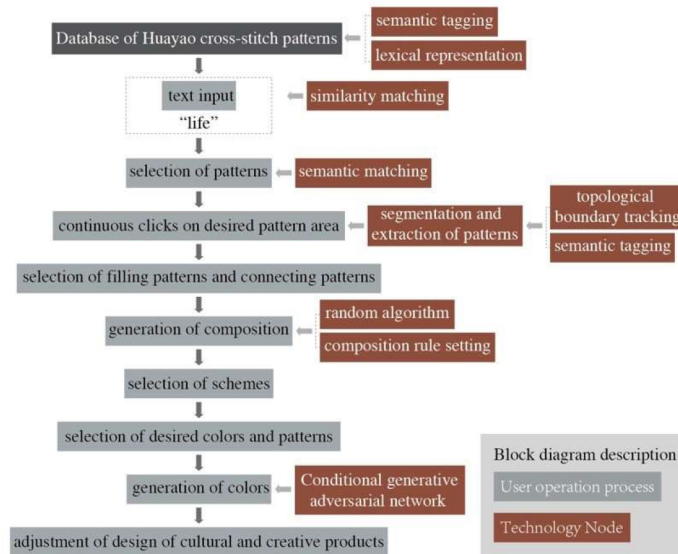 semantic tagging
Database of Huayao cross-stitch patterns
lexical representation
text input
similarity matching
“life”
selection of patterns
semantic matching
topological
boundary tracking
continuous clicks on desired pattern area
segmentation and
extraction of patterns
semantic tagging
selection of filling patterns and connecting patterns
random algorithm
generation of composition
composition rule setting
selection of schemes
selection of desired colors and patterns
Block diagram description
generation of colors
Conditional generative
adversarial network
User operation process
Technology Node
adjustment of design of cultural and creative products